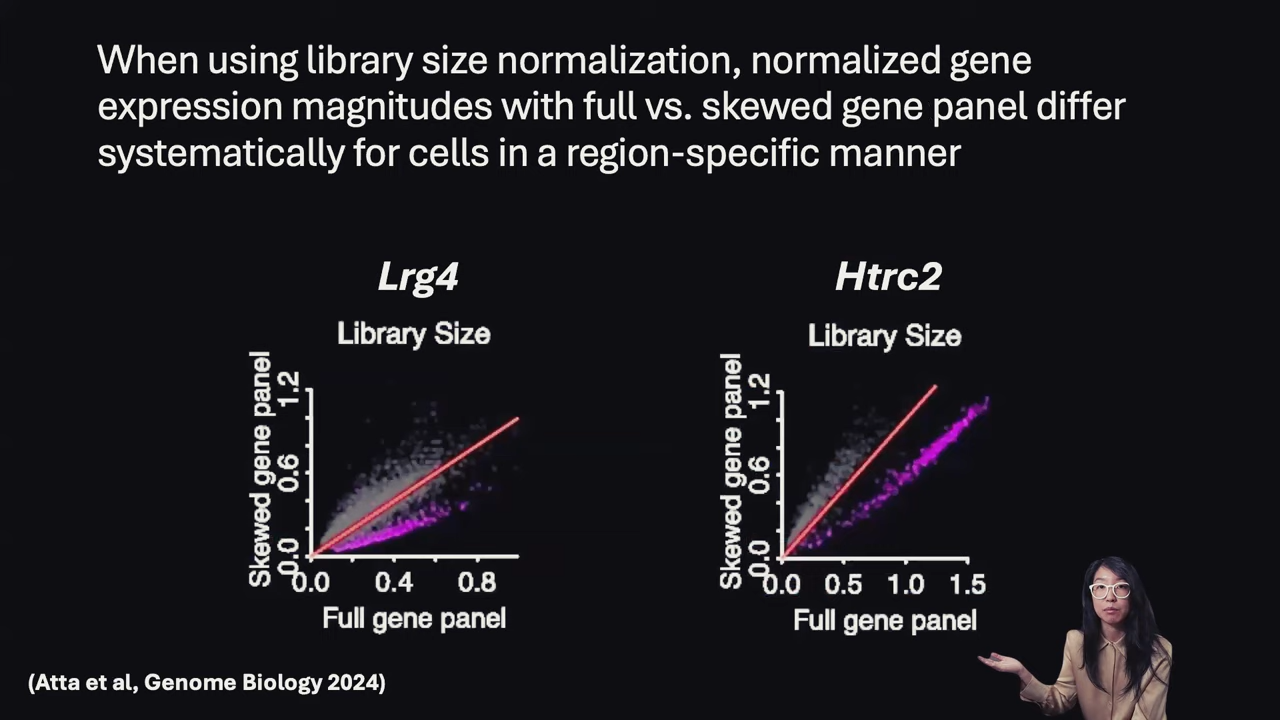 When using library size normalization, normalized gene
expression magnitudes with full vs. skewed gene panel differ
systematically for cells in a region-specific manner
Lrg4
Library Size
Skewed gene panel
1.2
0.6
0.0
0.0 0.4 0.8
Full gene panel
Htrc2
Library Size
Skewed gene panel
1.2
0.6
0.0
0.0 0.5 1.0 1.5
Full gene panel
(Atta et al, Genome Biology 2024)